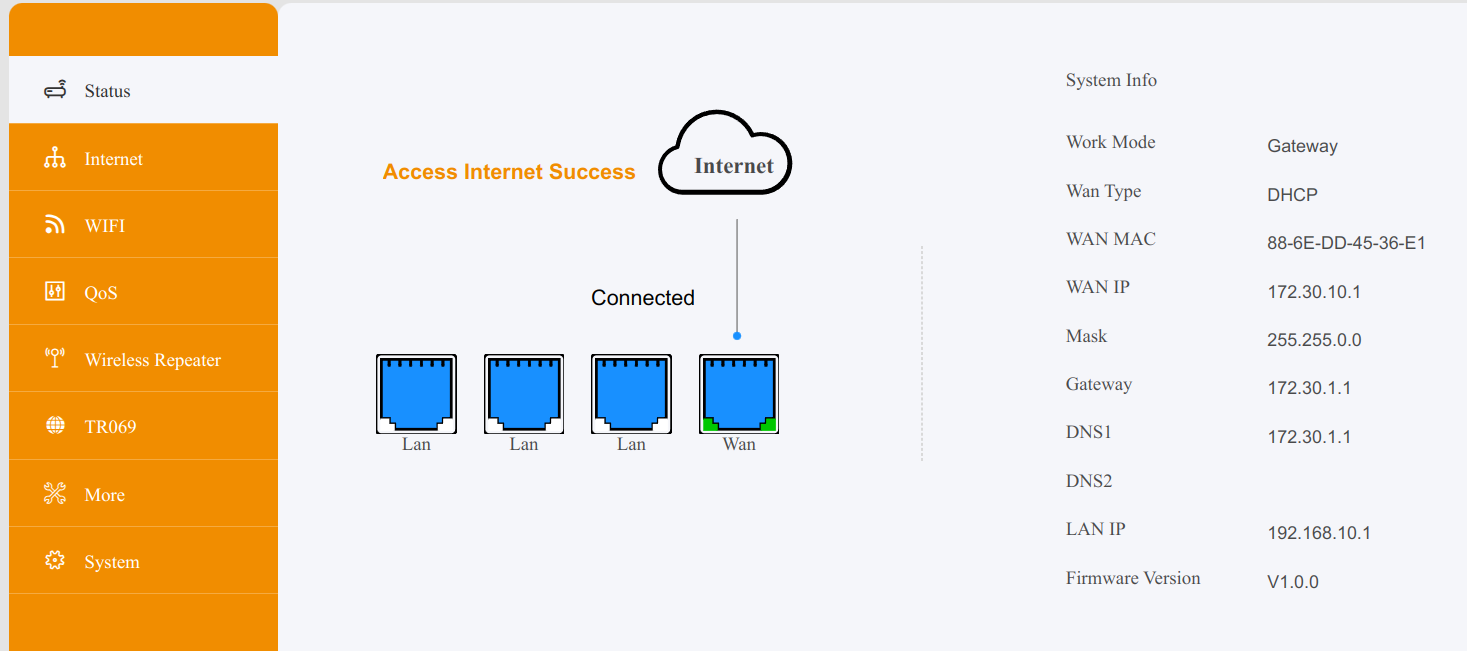 Status
Internet
WIFI
QoS
Wireless Repeater
TR069
More
System
Access Internet Success
Internet
Connected
Lan Lan Lan Wan
System Info
Work Mode Gateway
Wan Type DHCP
WAN MAC 88-6E-DD-45-36-E1
WAN IP 172.30.10.1
Mask 255.255.0.0
Gateway 172.30.1.1
DNS1 172.30.1.1
DNS2
LAN IP 192.168.10.1
Firmware Version V1.0.0